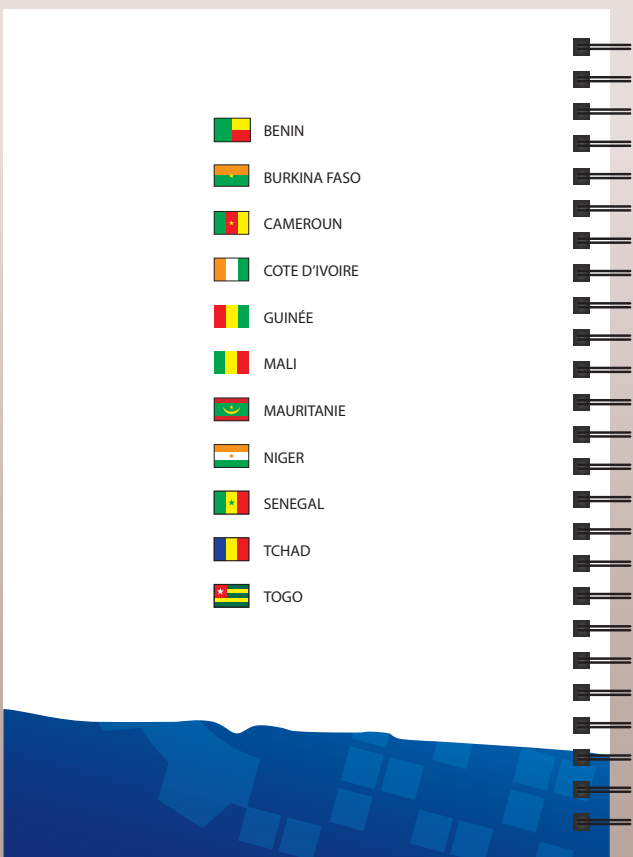 BENIN
BURKINA FASO
CAMEROUN
COTE D'IVOIRE
GUINÉE
MALI
MAURITANIE
NIGER
SENEGAL
TCHAD
TOGO